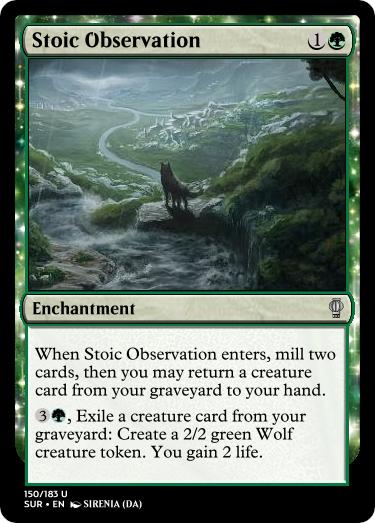 Stoic Observation 1
Enchantment
When Stoic Observation enters, mill two
cards, then you may return a creature
card from your graveyard to your hand.
3, Exile a creature card from your
graveyard: Create a 2/2 green Wolf
creature token. You gain 2 life.
150/183 U
SUR • EN SIRENIA (DA)